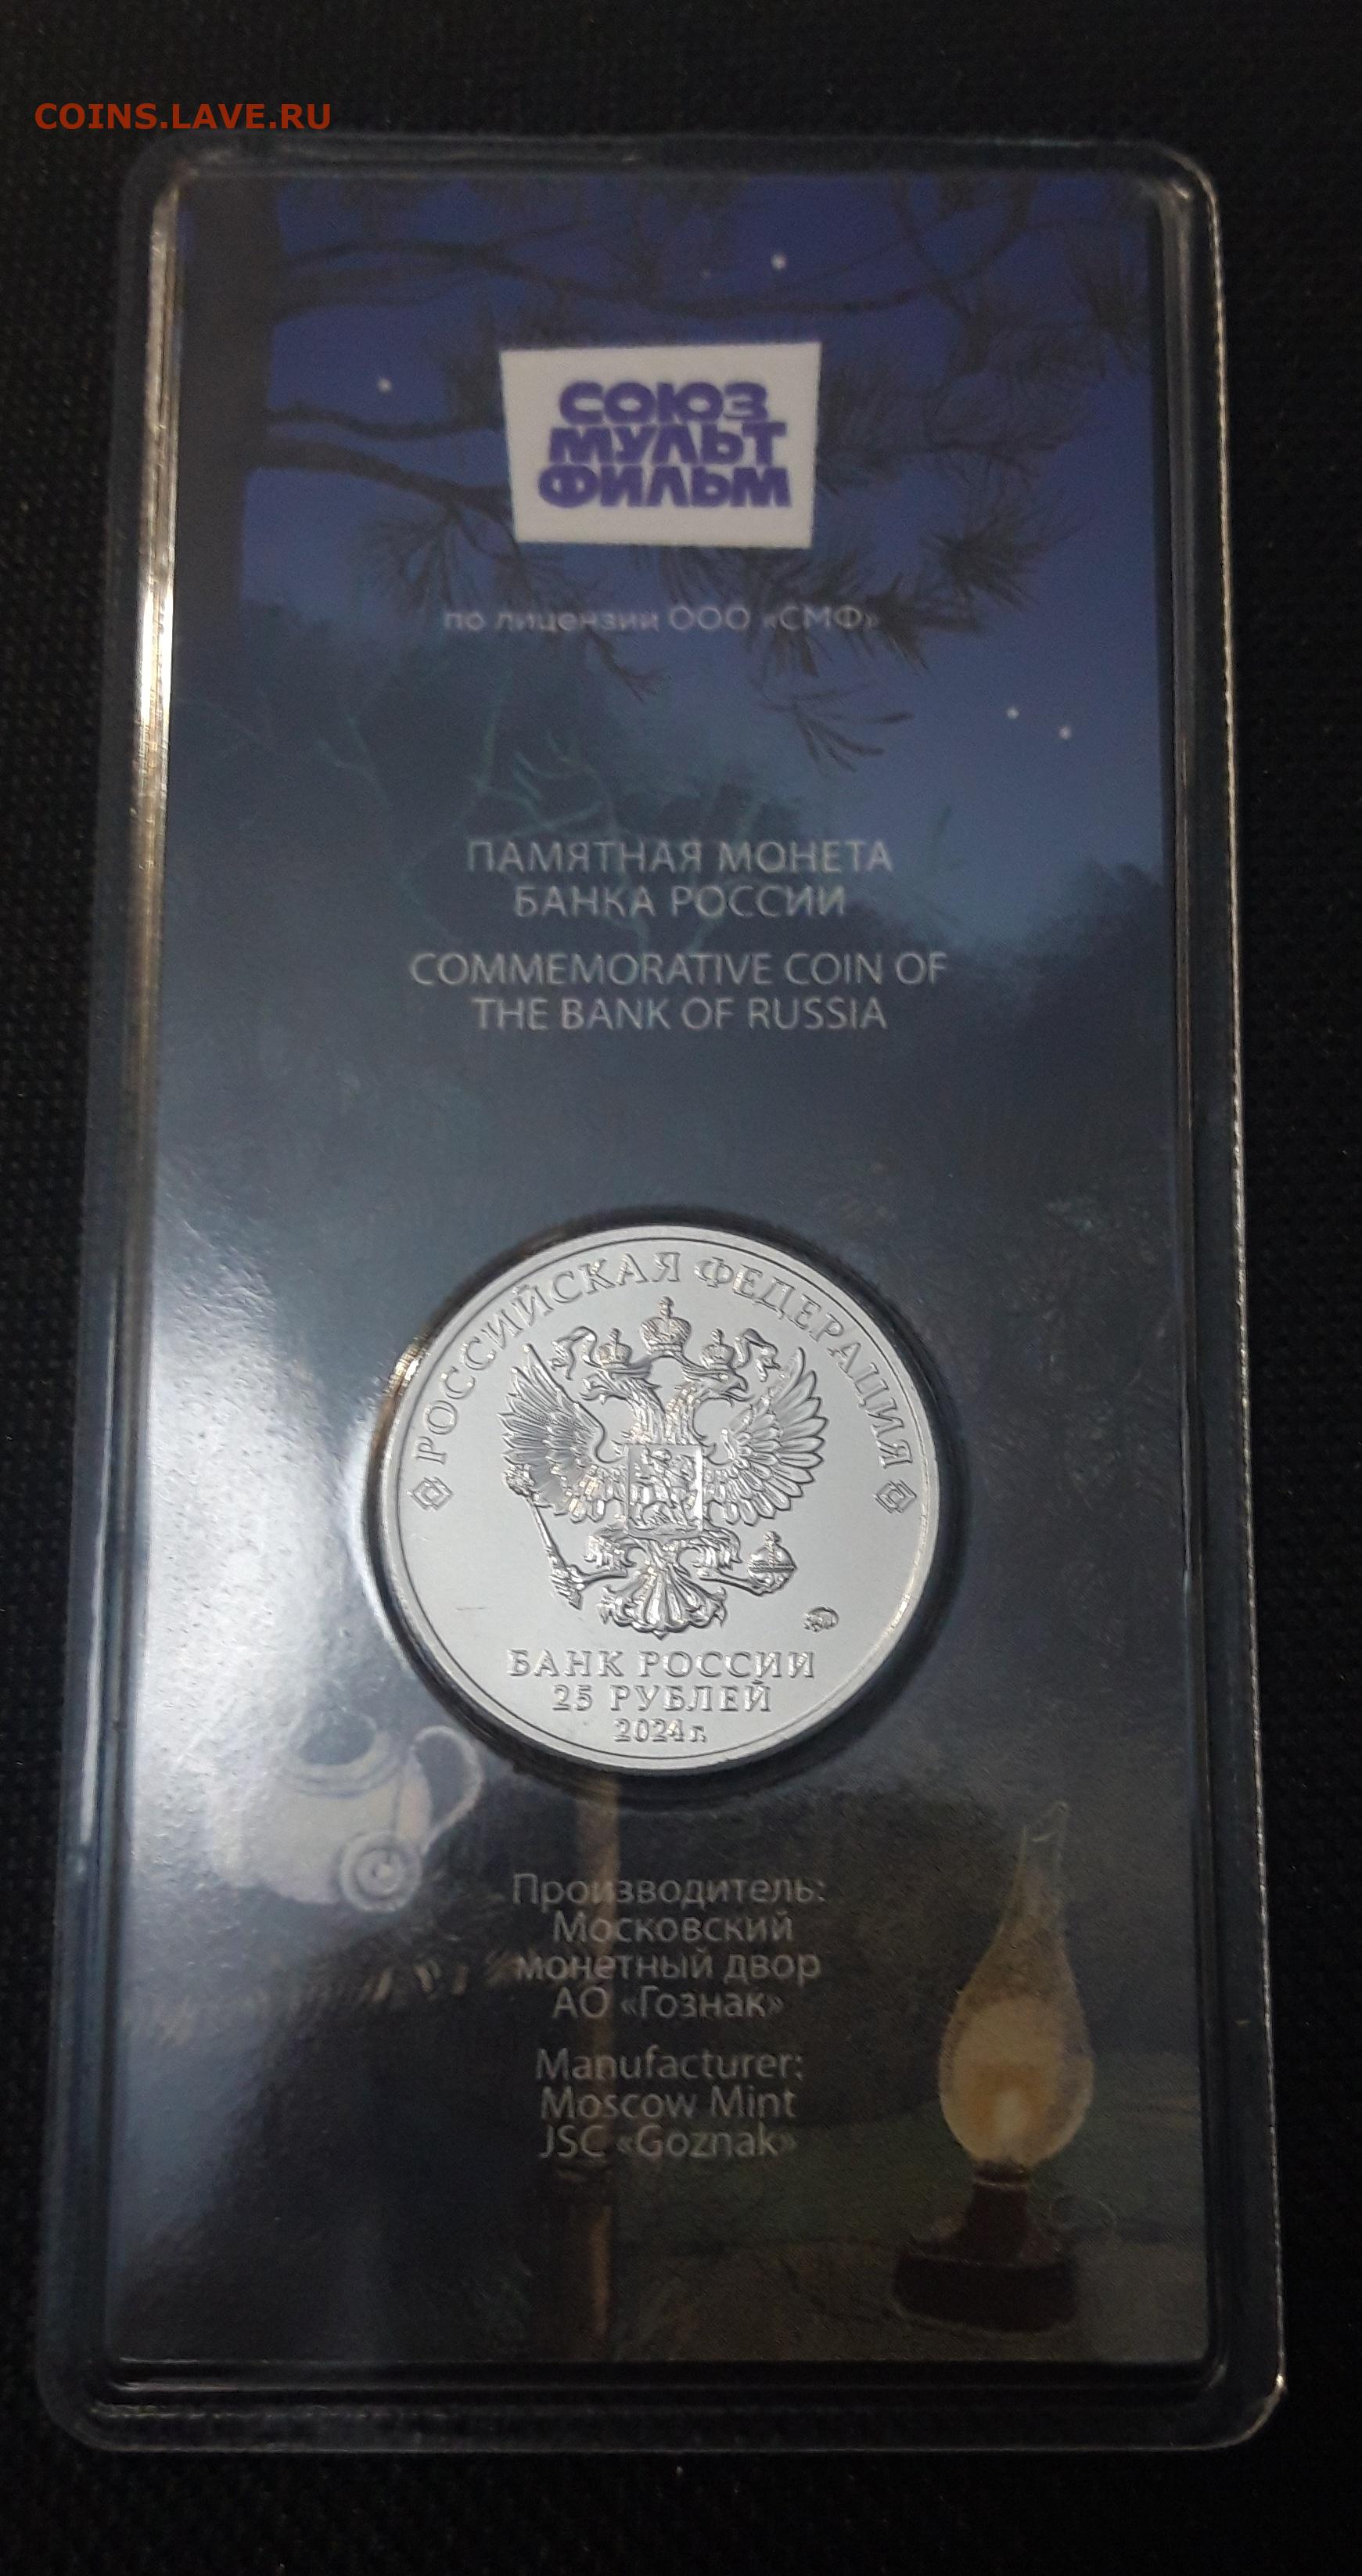 COINS.LAVE.RU
СОЮЗ
МУЛЬТ
ФИЛЬМ
по лицензии ООО «СМФ»
ПАМЯТНАЯ МОНЕТА
БАНКА РОССИИ
COMMEMORATIVE COIN OF
THE BANK OF RUSSIA
РОССИЙСКАЯ ФЕДЕРАЦИЯ
БАНК РОССИИ
25 РУБЛЕЙ
2024 г.
Производитель:
Московский
монетный двор
АО «Гознак»
Manufacturer:
Moscow Mint
JSC «Goznak»